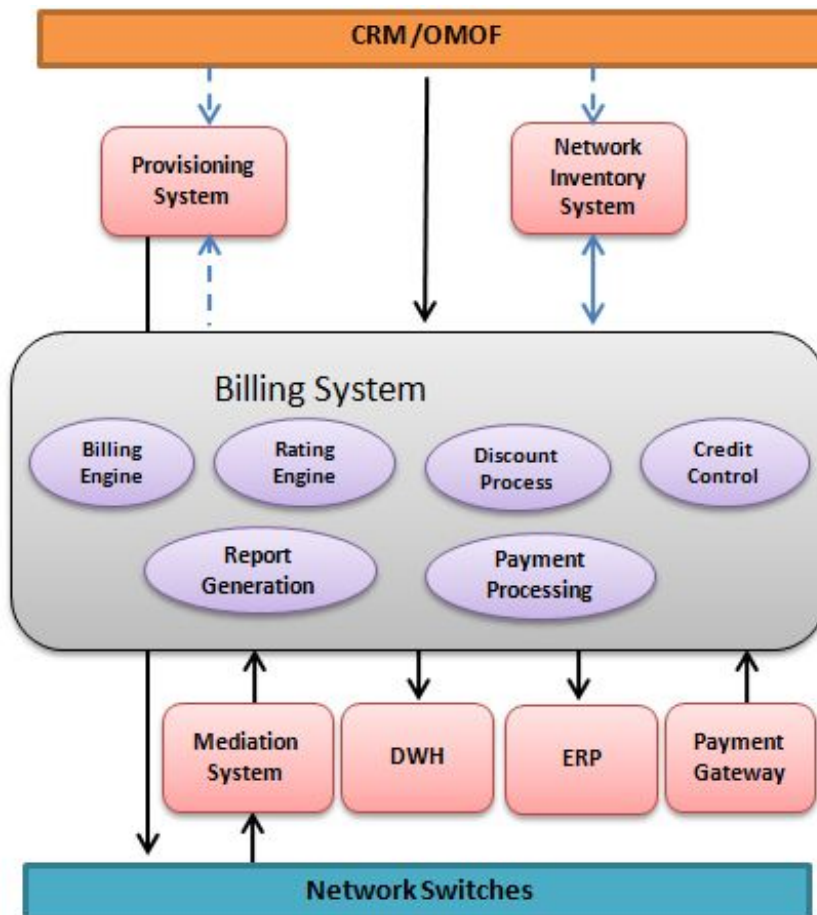 CRM /OMOF
Provisioning
System
Network
Inventory
System
Billing System
Billing
Engine
Rating
Engine
Discount
Process
Credit
Control
Report
Generation
Payment
Processing
Mediation
System
DWH
ERP
Payment
Gateway
Network Switches